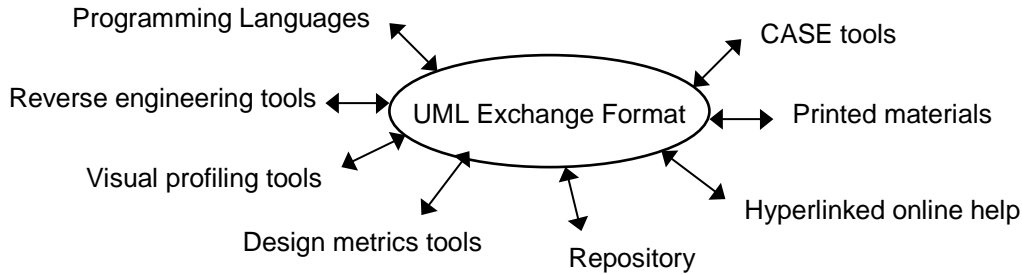 Programming Languages
CASE tools
Reverse engineering tools
UML Exchange Format
Printed materials
Visual profiling tools
Hyperlinked online help
Design metrics tools
Repository